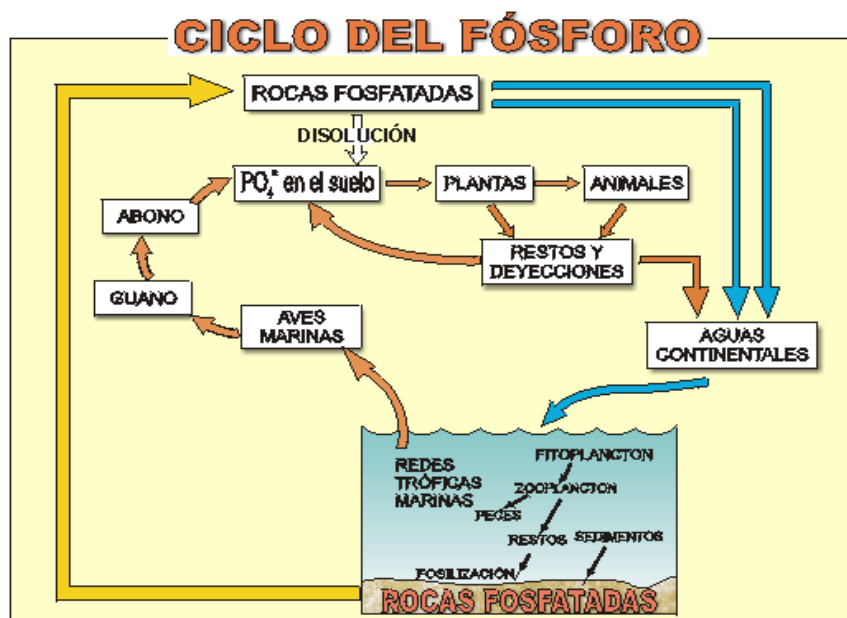 CICLO DEL FÓSFORO
ROCAS FOSFATADAS
DISOLUCIÓN
PO₄⁼ en el suelo
PLANTAS
ANIMALES
ABONO
RESTOS Y
DEYECCIONES
GUANO
AVES
MARINAS
AGUAS
CONTINENTALES
REDES
TRÓFICAS
MARINAS
FITOPLANCTON
ZOOPLANCTON
PECES
RESTOS
SEDIMENTOS
FOSILIZACIÓN
ROCAS FOSFATADAS